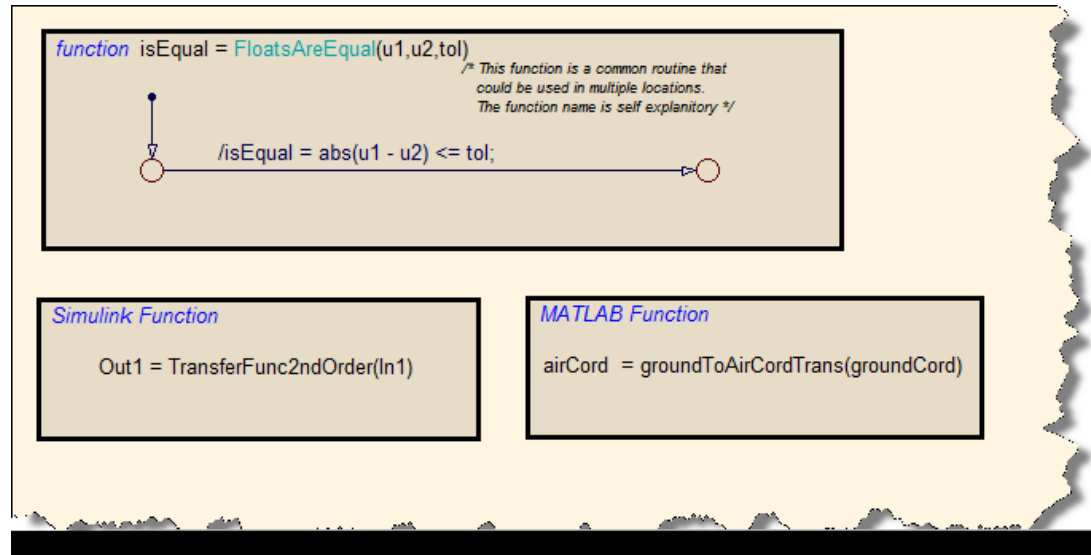 function isEqual = FloatsAreEqual(u1,u2,tol)
/* This function is a common routine that
could be used in multiple locations.
The function name is self explanitory */
/isEqual = abs(u1 - u2) <= tol;
Simulink Function
Out1 = TransferFunc2ndOrder(In1)
MATLAB Function
airCord = groundToAirCordTrans(groundCord)